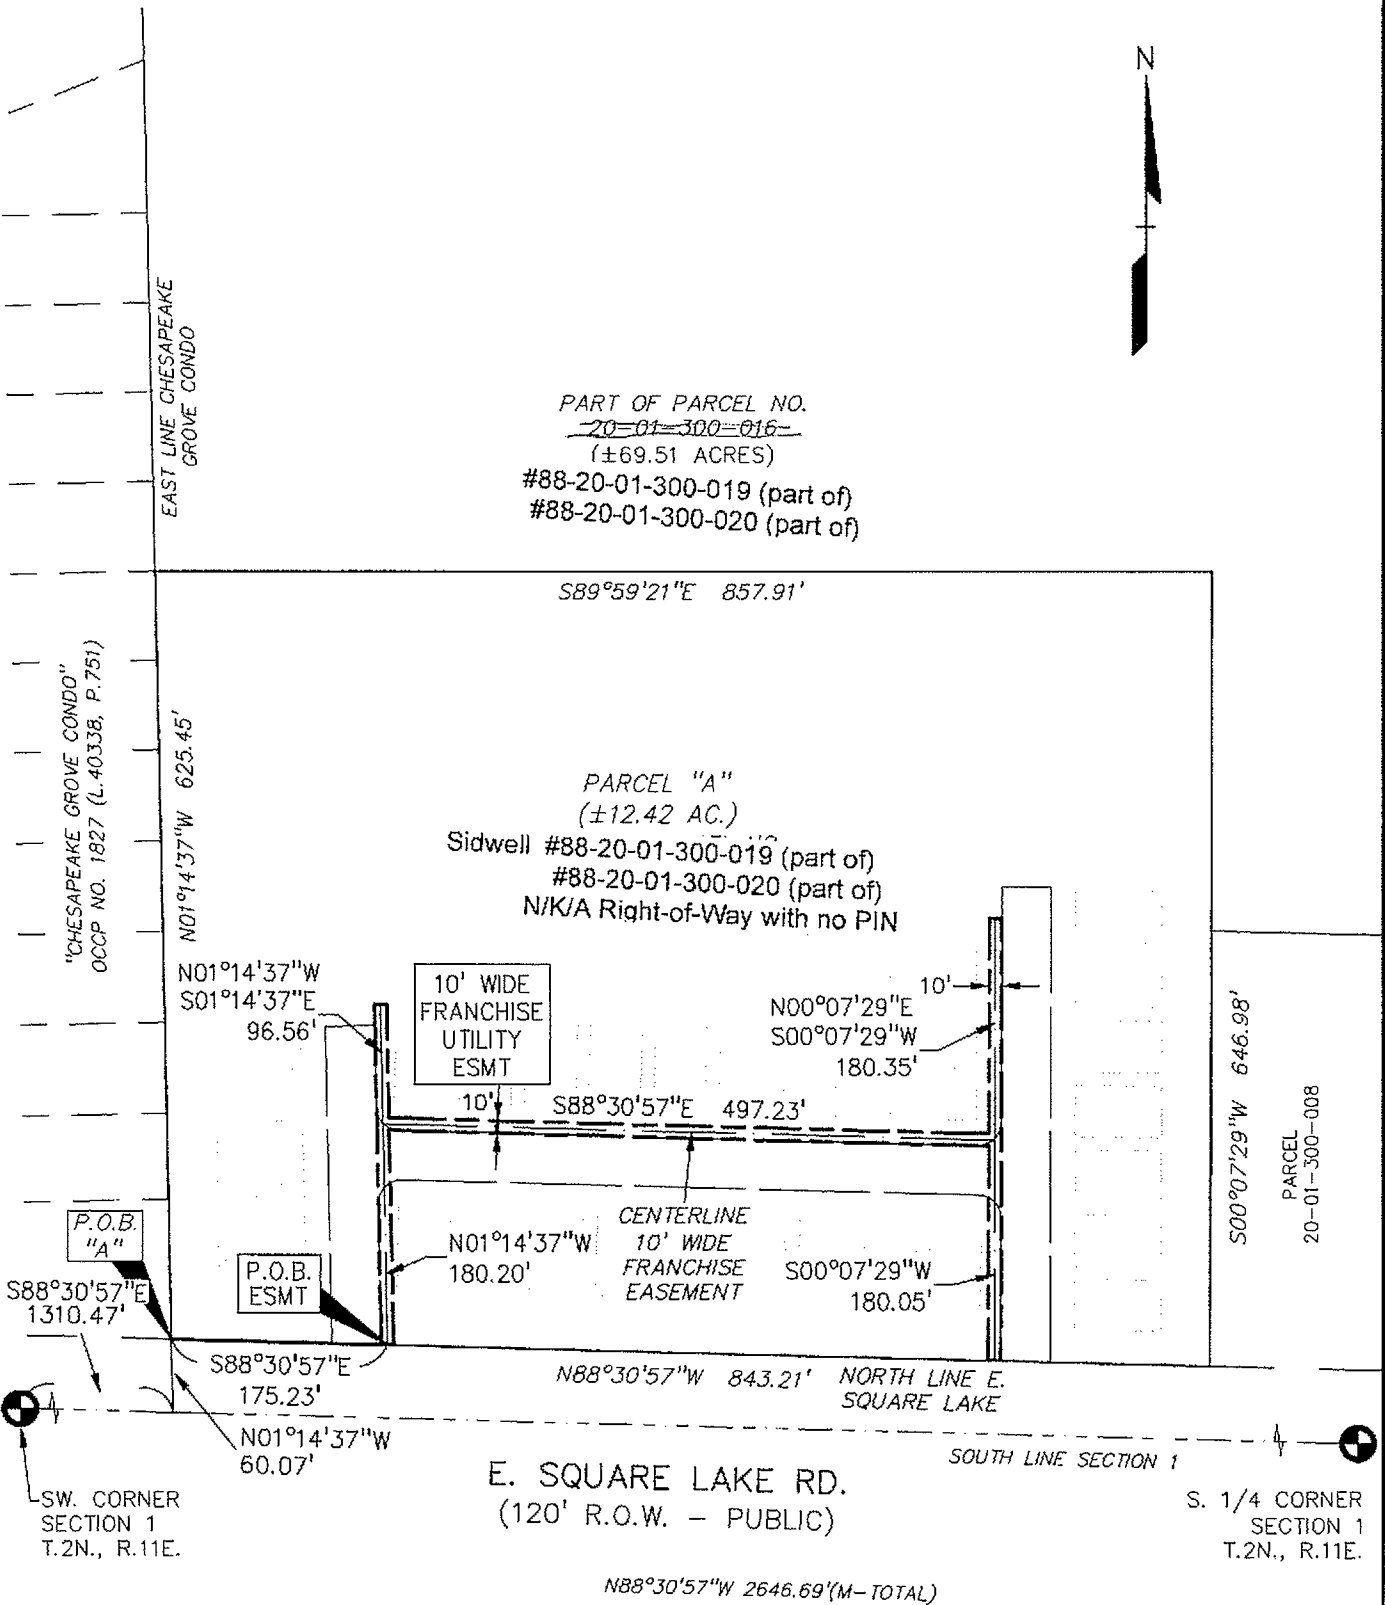 N
EAST LINE CHESAPEAKE
GROVE CONDO
PART OF PARCEL NO.
20-01-300-016
(±69.51 ACRES)
#88-20-01-300-019 (part of)
#88-20-01-300-020 (part of)
S89°59'21"E 857.91'
"CHESAPEAKE GROVE CONDO"
OCCP NO. 1827 (L.40338, P.751)
N01°14'37"W 625.45'
PARCEL "A"
(±12.42 AC.)
Sidwell #88-20-01-300-019 (part of)
#88-20-01-300-020 (part of)
N/K/A Right-of-Way with no PIN
N01°14'37"W
S01°14'37"E
96.56'
10' WIDE
FRANCHISE
UTILITY
ESMT
10'
N00°07'29"E
S00°07'29"W
180.35'
10'
S88°30'57"E 497.23'
S00°07'29"W 646.98'
PARCEL
20-01-300-008
P.O.B.
"A"
S88°30'57"E
1310.47'
P.O.B.
ESMT
N01°14'37"W
180.20'
CENTERLINE
10' WIDE
FRANCHISE
EASEMENT
S00°07'29"W
180.05'
S88°30'57"E
175.23'
N88°30'57"W 843.21'
NORTH LINE E.
SQUARE LAKE
N01°14'37"W
60.07'
SOUTH LINE SECTION 1
E. SQUARE LAKE RD.
(120' R.O.W. - PUBLIC)
SW. CORNER
SECTION 1
T.2N., R.11E.
S. 1/4 CORNER
SECTION 1
T.2N., R.11E.
N88°30'57"W 2646.69'(M-TOTAL)